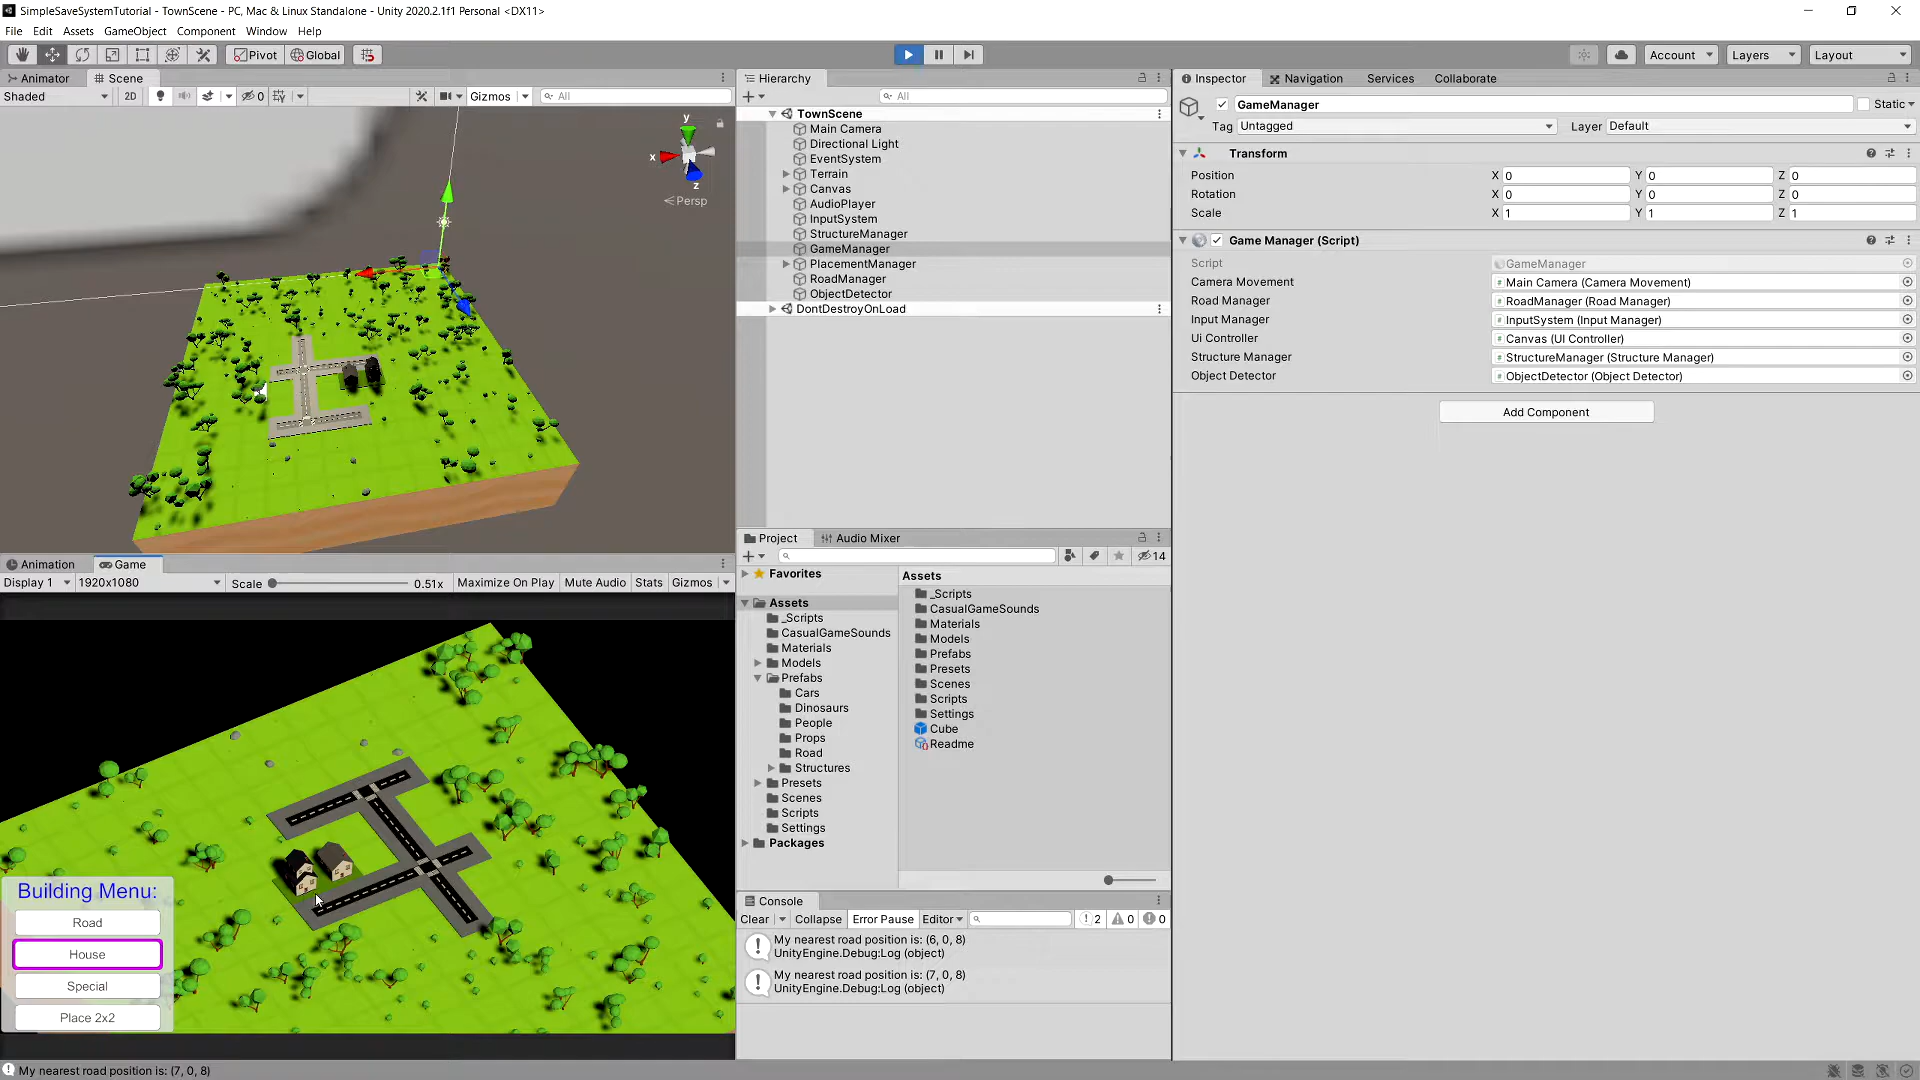 SimpleSaveSystemTutorial - TownScene - PC, Mac & Linux Standalone - Unity 2020.2.1f1 Personal <DX11>
File Edit Assets GameObject Component Window Help
Pivot Global Account Layers Layout
Animator Scene
Shaded 2D 0 Gizmos All
y
x
z
Persp
Hierarchy
All
TownScene
Main Camera
Directional Light
EventSystem
Terrain
Canvas
AudioPlayer
InputSystem
StructureManager
GameManager
PlacementManager
RoadManager
ObjectDetector
DontDestroyOnLoad
Inspector Navigation Services Collaborate
GameManager Static
Tag Untagged Layer Default
Transform
Position X 0 Y 0 Z 0
Rotation X 0 Y 0 Z 0
Scale X 1 Y 1 Z 1
Game Manager (Script)
Script GameManager
Camera Movement Main Camera (Camera Movement)
Road Manager RoadManager (Road Manager)
Input Manager InputSystem (Input Manager)
Ui Controller Canvas (UI Controller)
Structure Manager StructureManager (Structure Manager)
Object Detector ObjectDetector (Object Detector)
Add Component
Animation Game
Display 1 1920x1080 Scale 0.51x Maximize On Play Mute Audio Stats Gizmos
Building Menu:
Road
House
Special
Place 2x2
Project Audio Mixer
14
Favorites
Assets
_Scripts
CasualGameSounds
Materials
Models
Prefabs
Cars
Dinosaurs
People
Props
Road
Structures
Presets
Scenes
Scripts
Settings
Packages
Assets
_Scripts
CasualGameSounds
Materials
Models
Prefabs
Presets
Scenes
Scripts
Settings
Cube
Readme
Console
Clear Collapse Error Pause Editor 2 0 0
My nearest road position is: (6, 0, 8)
UnityEngine.Debug:Log (object)
My nearest road position is: (7, 0, 8)
UnityEngine.Debug:Log (object)
My nearest road position is: (7, 0, 8)